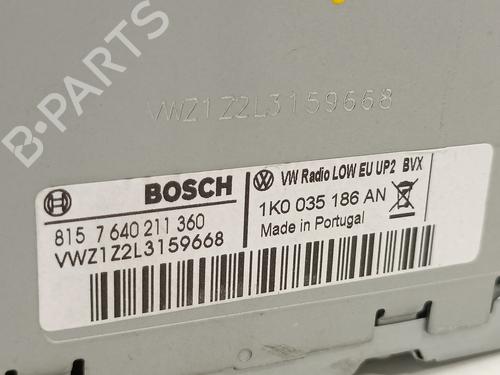 VWZ1Z2L3159668
B-PARTS
BOSCH
815 7 640 211 360
VWZ1Z2L3159668
VW Radio LOW EU UP2 BVX
1K0 035 186 AN
Made in Portugal